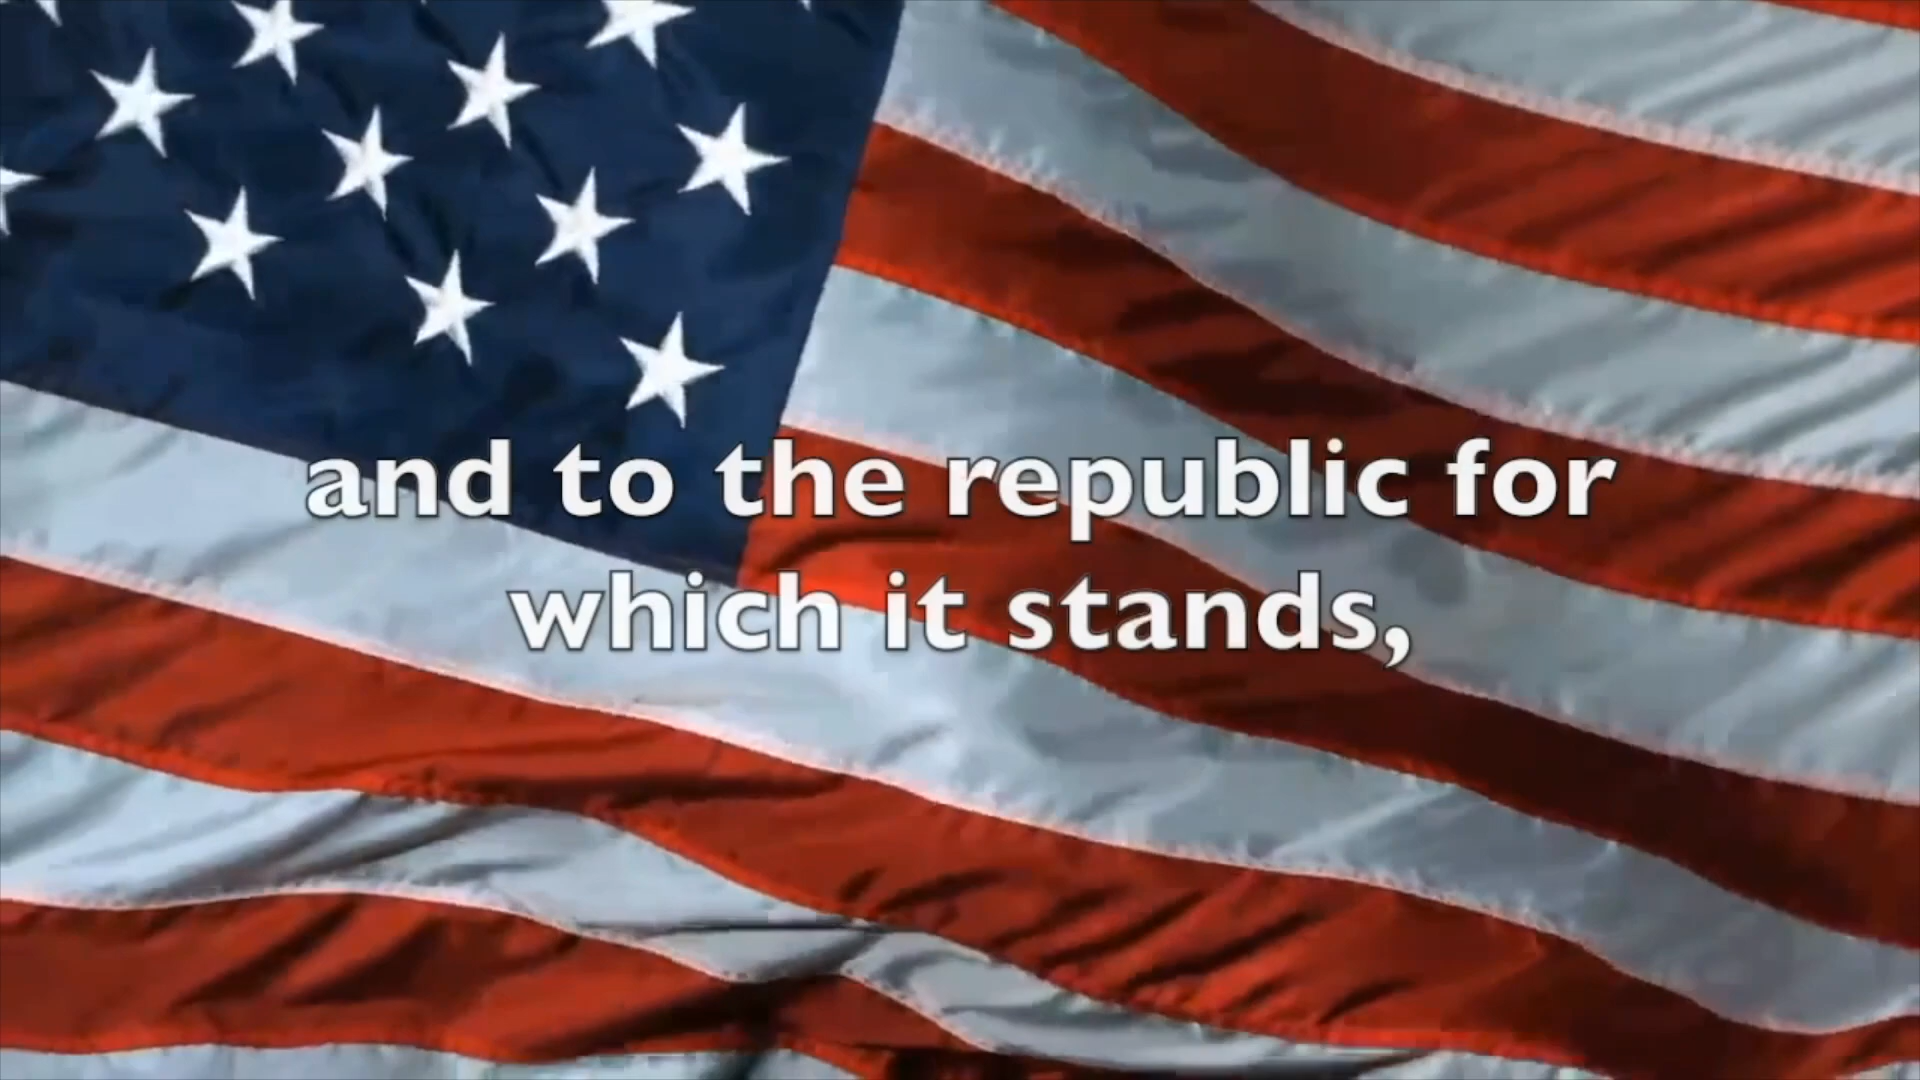 and to the republic for
which it stands,